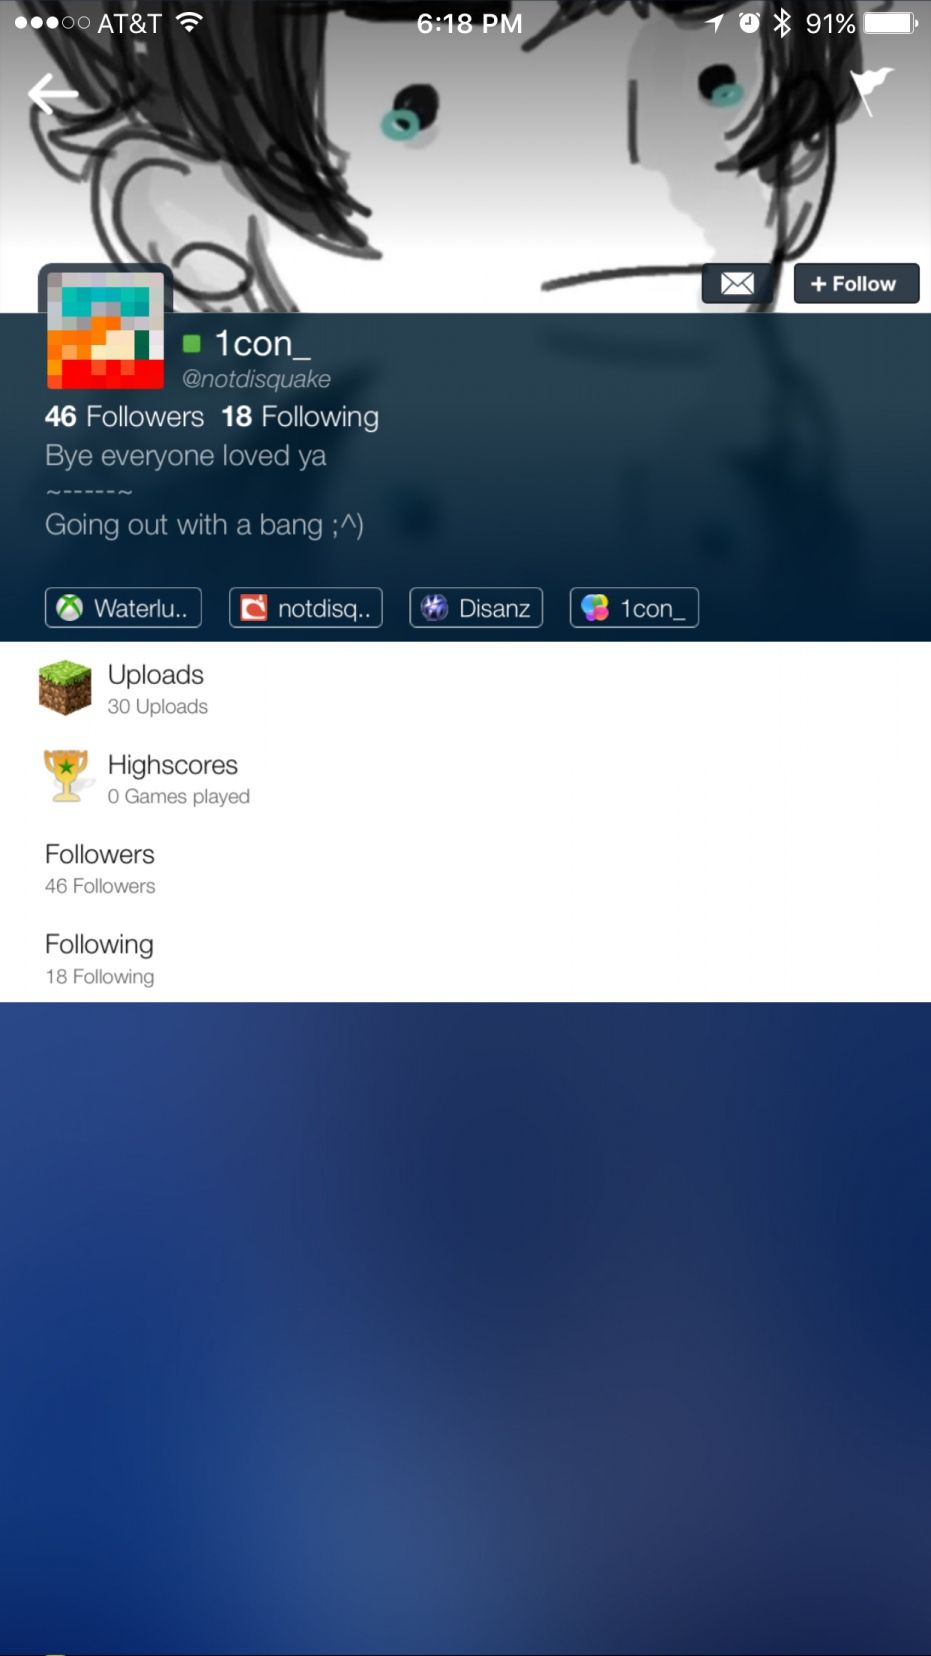 AT&T 6:18 PM 91%
+ Follow
1con_
@notdisquake
46 Followers 18 Following
Bye everyone loved ya
~-----~
Going out with a bang ;^)
Waterlu.. notdisq.. Disanz 1con_
Uploads
30 Uploads
Highscores
0 Games played
Followers
46 Followers
Following
18 Following